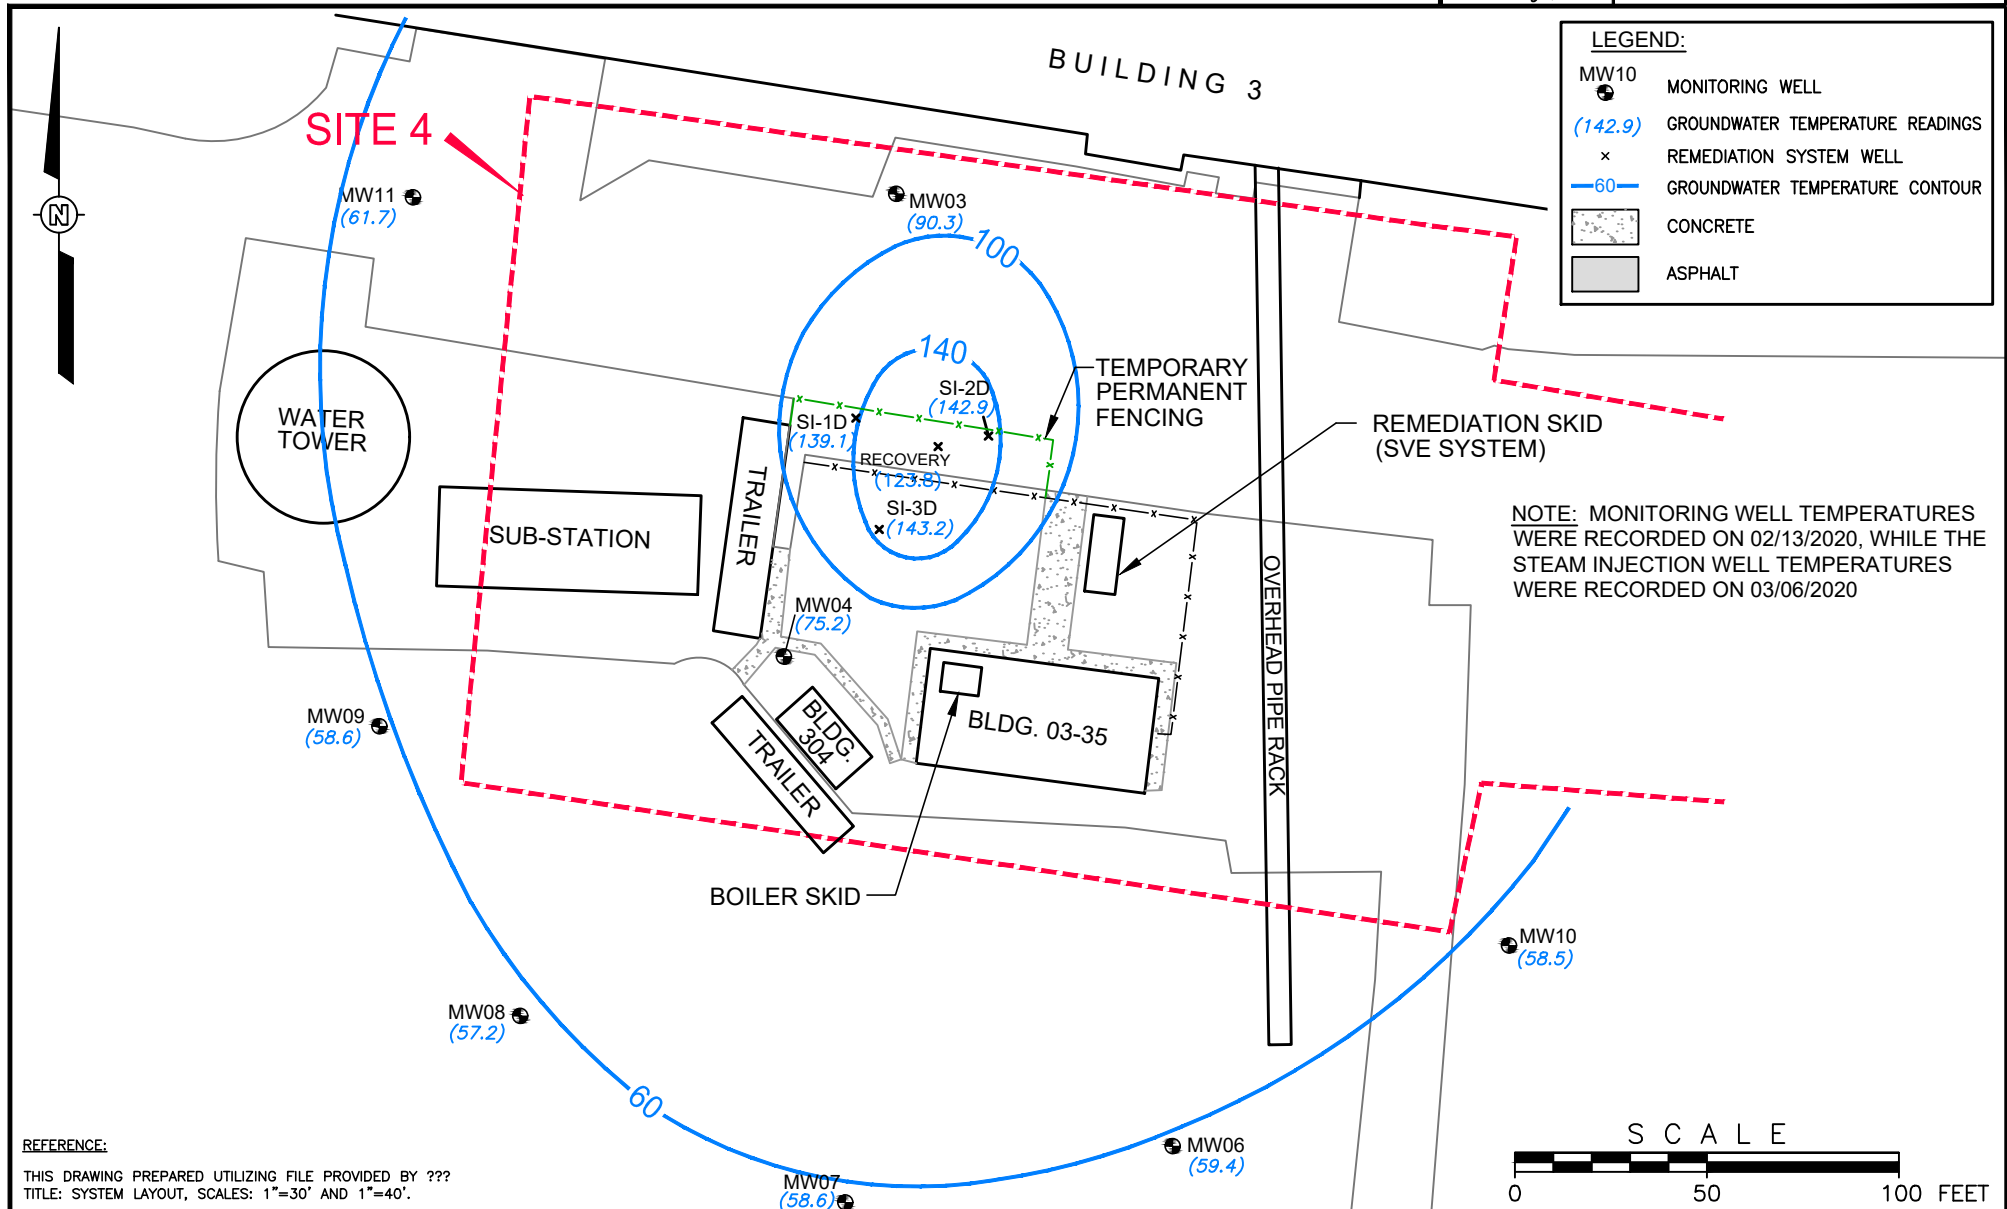 BUILDING 3
LEGEND:
MW10
MONITORING WELL
(142.9) GROUNDWATER TEMPERATURE READINGS
x REMEDIATION SYSTEM WELL
60 GROUNDWATER TEMPERATURE CONTOUR
CONCRETE
ASPHALT
SITE 4
N
MW11
(61.7)
MW03
(90.3)
100
140
SI-2D
(142.9)
SI-1D
(139.1)
RECOVERY
(123.8)
SI-3D
(143.2)
TEMPORARY
PERMANENT
FENCING
REMEDIATION SKID
(SVE SYSTEM)
WATER
TOWER
SUB-STATION
TRAILER
NOTE: MONITORING WELL TEMPERATURES
WERE RECORDED ON 02/13/2020, WHILE THE
STEAM INJECTION WELL TEMPERATURES
WERE RECORDED ON 03/06/2020
OVERHEAD PIPE RACK
MW04
(75.2)
MW09
(58.6)
BLDG.
304
TRAILER
BLDG. 03-35
BOILER SKID
MW10
(58.5)
MW08
(57.2)
60
MW06
(59.4)
MW07
(58.6)
REFERENCE:
THIS DRAWING PREPARED UTILIZING FILE PROVIDED BY ???
TITLE: SYSTEM LAYOUT, SCALES: 1"=30' AND 1"=40'.
SCALE
0 50 100 FEET